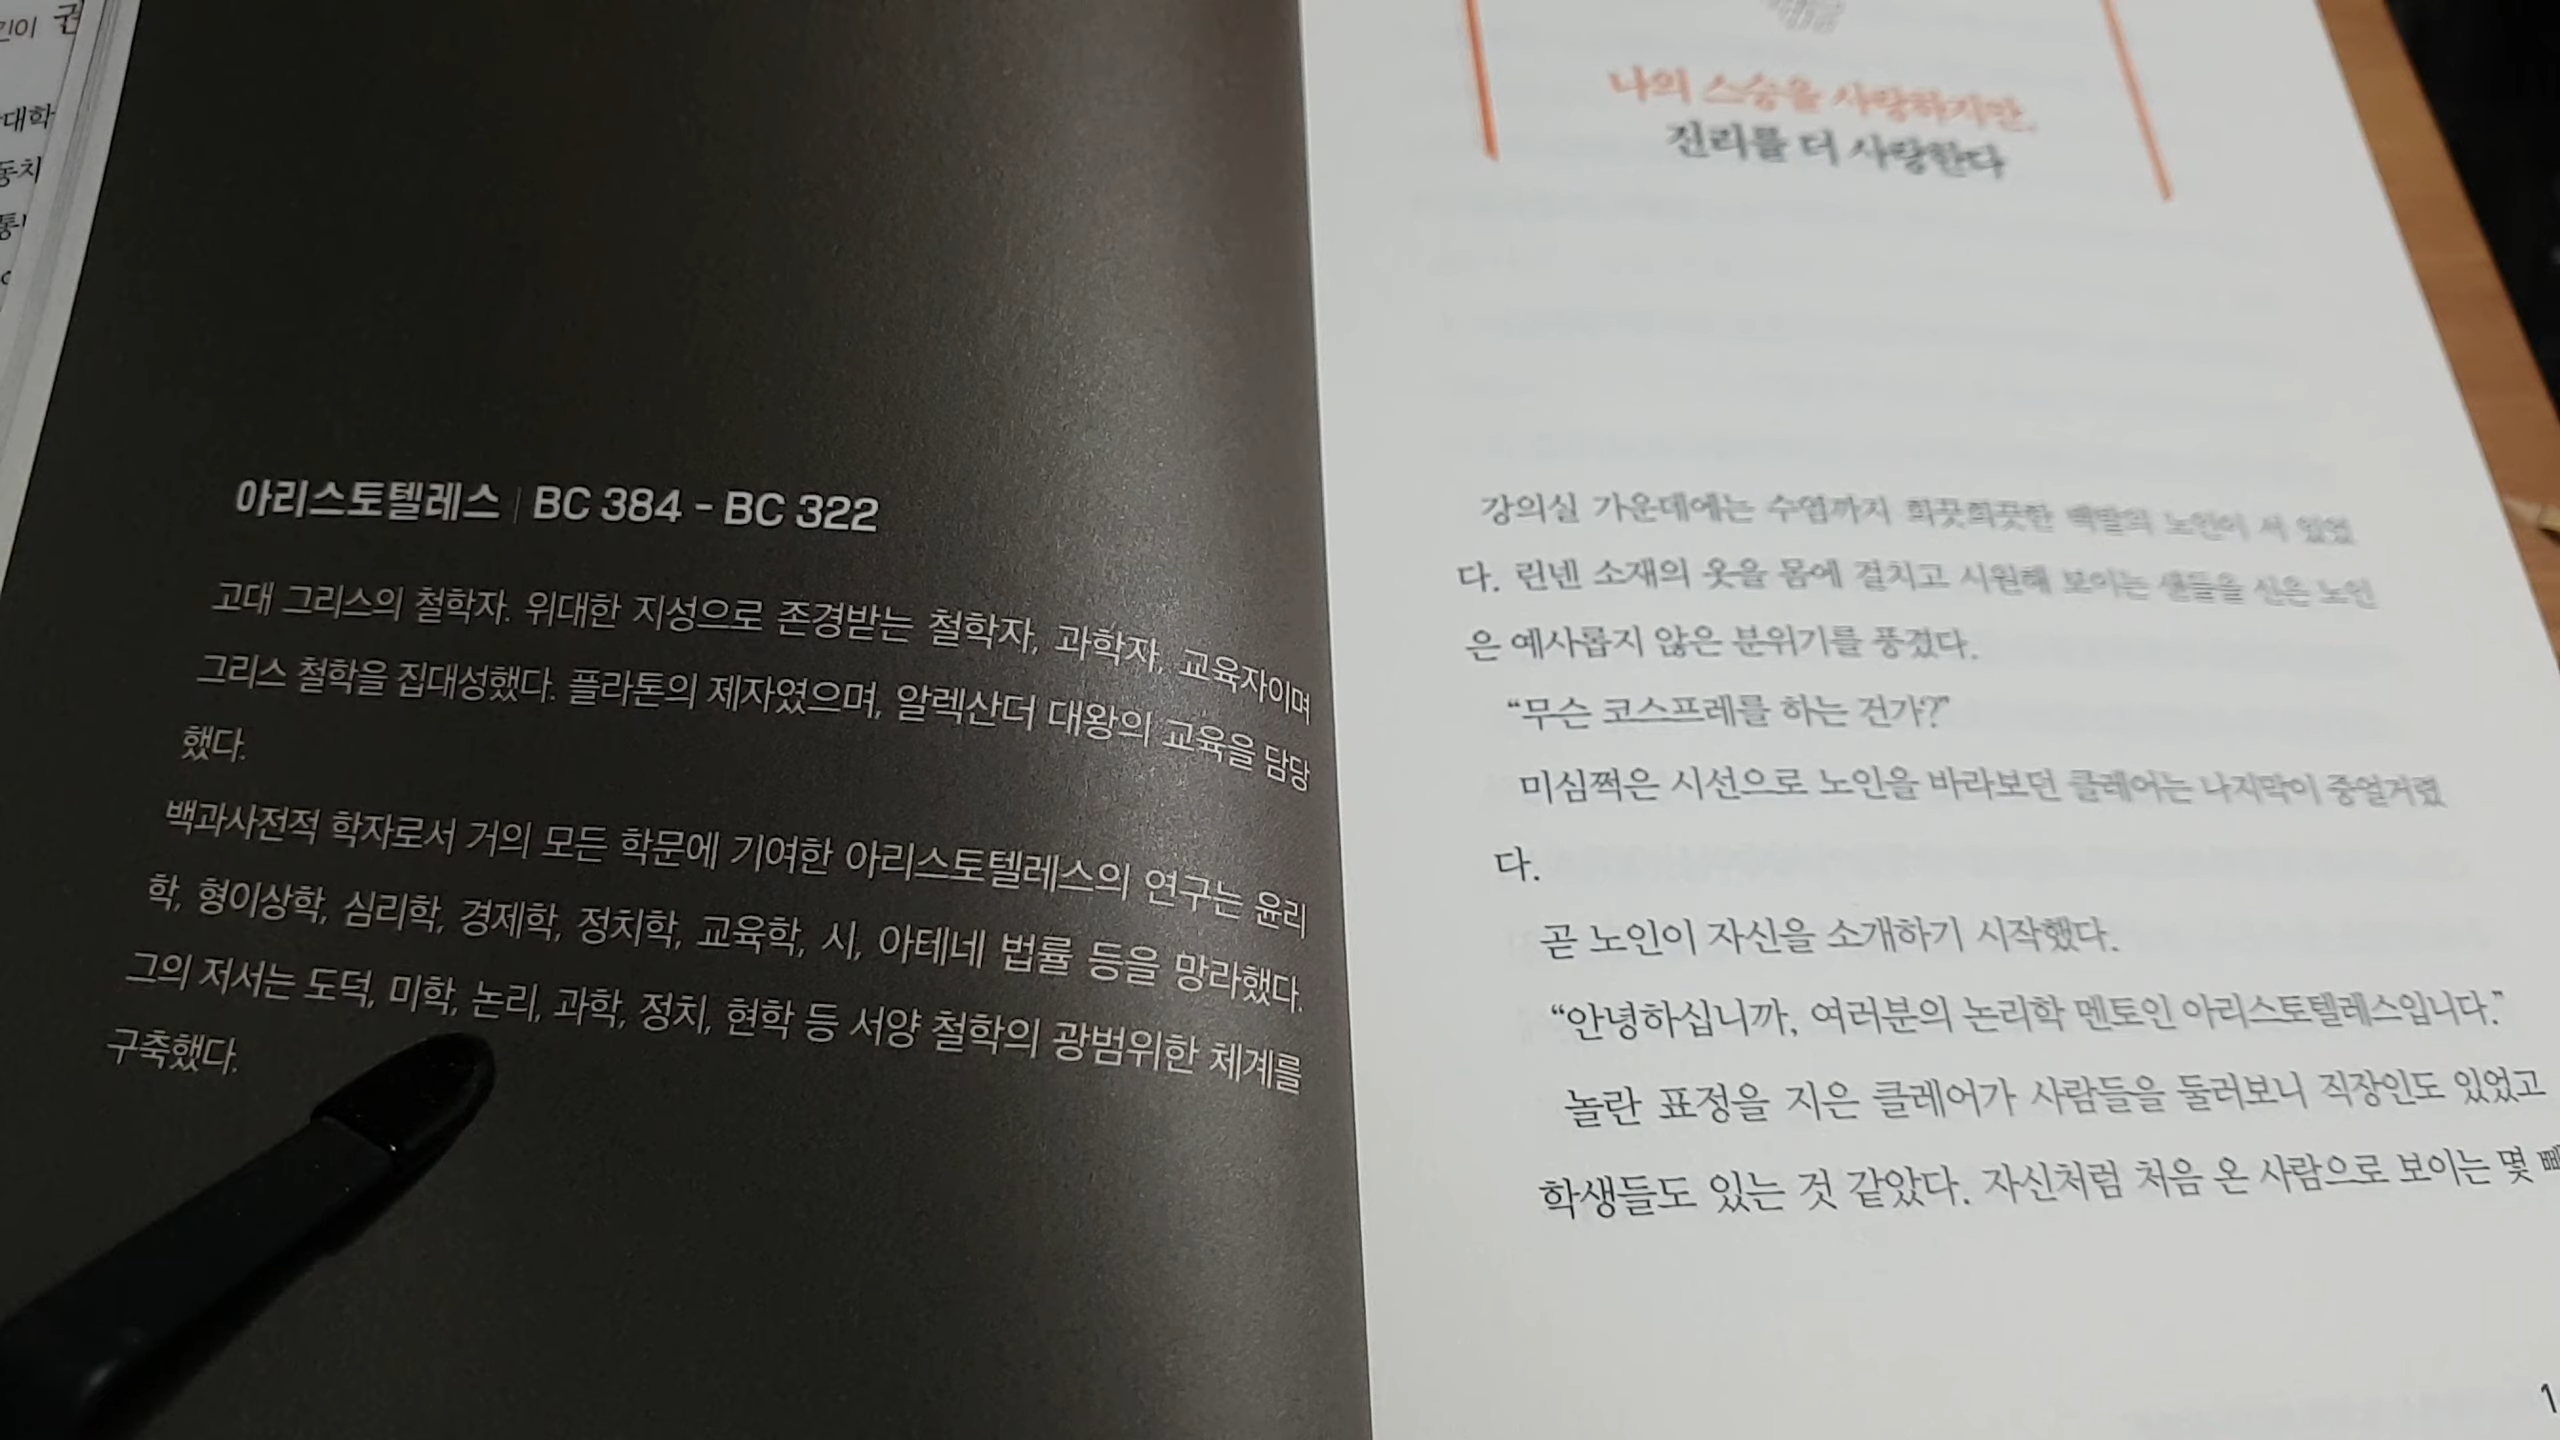 긴이 권
대학
동치
통
아리스토텔레스 | BC 384 - BC 322
고대 그리스의 철학자. 위대한 지성으로 존경받는 철학자, 과학자, 교육자이며
그리스 철학을 집대성했다. 플라톤의 제자였으며, 알렉산더 대왕의 교육을 담당
했다.
백과사전적 학자로서 거의 모든 학문에 기여한 아리스토텔레스의 연구는 윤리
학, 형이상학, 심리학, 경제학, 정치학, 교육학, 시, 아테네 법률 등을 망라했다.
그의 저서는 도덕, 미학, 논리, 과학, 정치, 현학 등 서양 철학의 광범위한 체계를
구축했다.
나의 스승을 사랑하지만,
진리를 더 사랑한다
강의실 가운데에는 수염까지 희끗희끗한 백발의 노인이 서 있었
다. 린넨 소재의 옷을 몸에 걸치고 시원해 보이는 샌들을 신은 노인
은 예사롭지 않은 분위기를 풍겼다.
“무슨 코스프레를 하는 건가?”
미심쩍은 시선으로 노인을 바라보던 클레어는 나지막이 중얼거렸
다.
곧 노인이 자신을 소개하기 시작했다.
“안녕하십니까, 여러분의 논리학 멘토인 아리스토텔레스입니다.”
놀란 표정을 지은 클레어가 사람들을 둘러보니 직장인도 있었고
학생들도 있는 것 같았다. 자신처럼 처음 온 사람으로 보이는 몇 빼
1